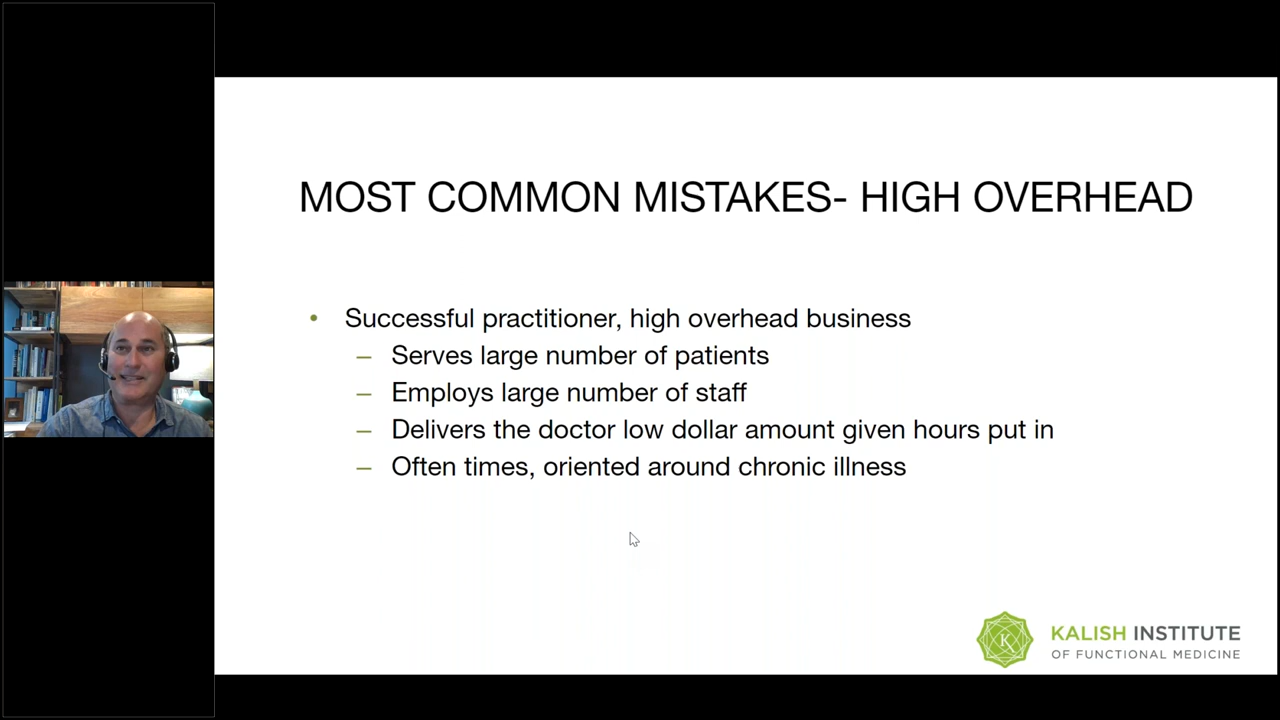 MOST COMMON MISTAKES- HIGH OVERHEAD
• Successful practitioner, high overhead business
– Serves large number of patients
– Employs large number of staff
– Delivers the doctor low dollar amount given hours put in
– Often times, oriented around chronic illness
K
KALISH INSTITUTE
OF FUNCTIONAL MEDICINE